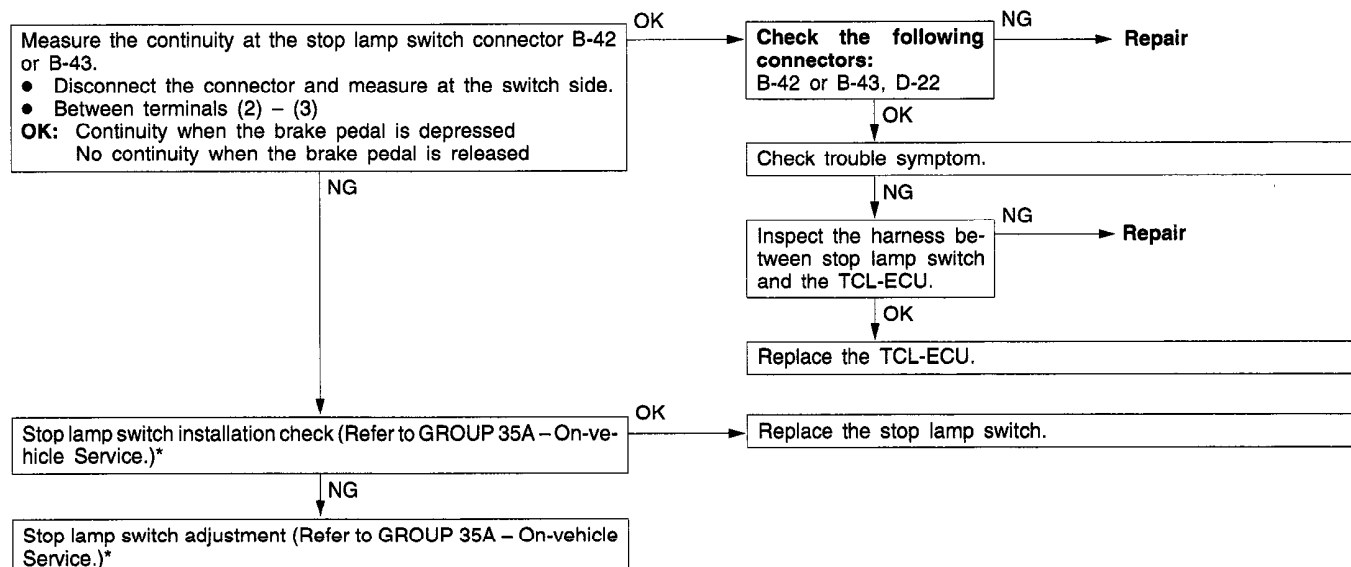 Measure the continuity at the stop lamp switch connector B-42
or B-43.
● Disconnect the connector and measure at the switch side.
● Between terminals (2) – (3)
OK: Continuity when the brake pedal is depressed
No continuity when the brake pedal is released
OK
Check the following
connectors:
B-42 or B-43, D-22
NG
Repair
OK
Check trouble symptom.
NG
Inspect the harness be-
tween stop lamp switch
and the TCL-ECU.
NG
Repair
OK
Replace the TCL-ECU.
NG
Stop lamp switch installation check (Refer to GROUP 35A – On-ve-
hicle Service.)*
OK
Replace the stop lamp switch.
NG
Stop lamp switch adjustment (Refer to GROUP 35A – On-vehicle
Service.)*